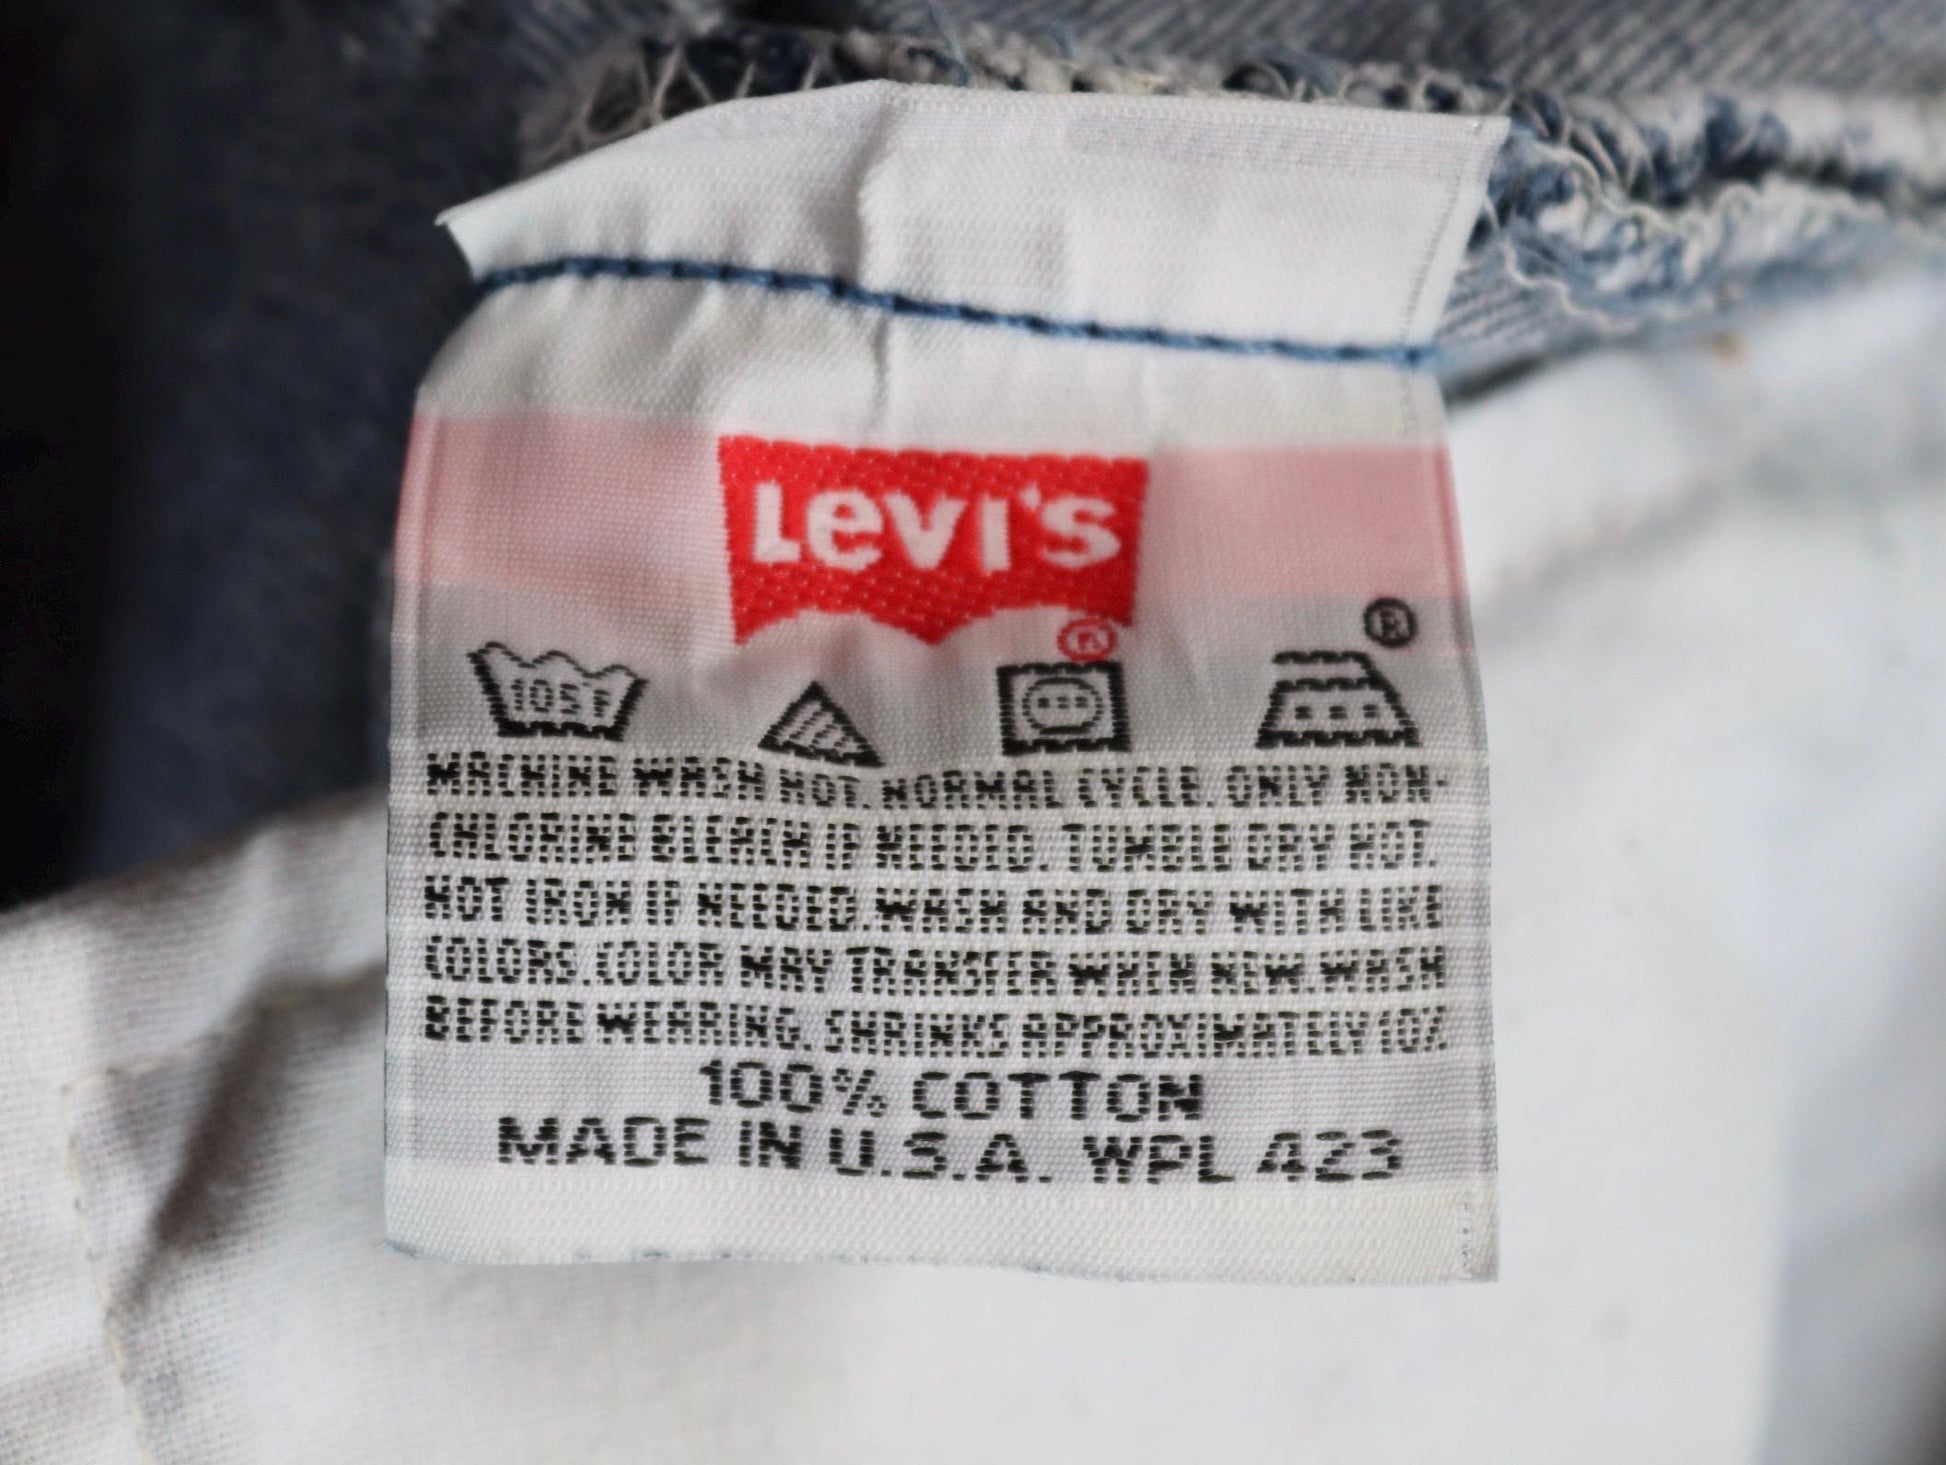 Levi's
®
®
105°F
MACHINE WASH HOT. NORMAL CYCLE. ONLY NON-
CHLORINE BLEACH IF NEEDED. TUMBLE DRY HOT.
HOT IRON IF NEEDED. WASH AND DRY WITH LIKE
COLORS. COLOR MAY TRANSFER WHEN NEW. WASH
BEFORE WEARING. SHRINKS APPROXIMATELY 10%
100% COTTON
MADE IN U.S.A. WPL 423